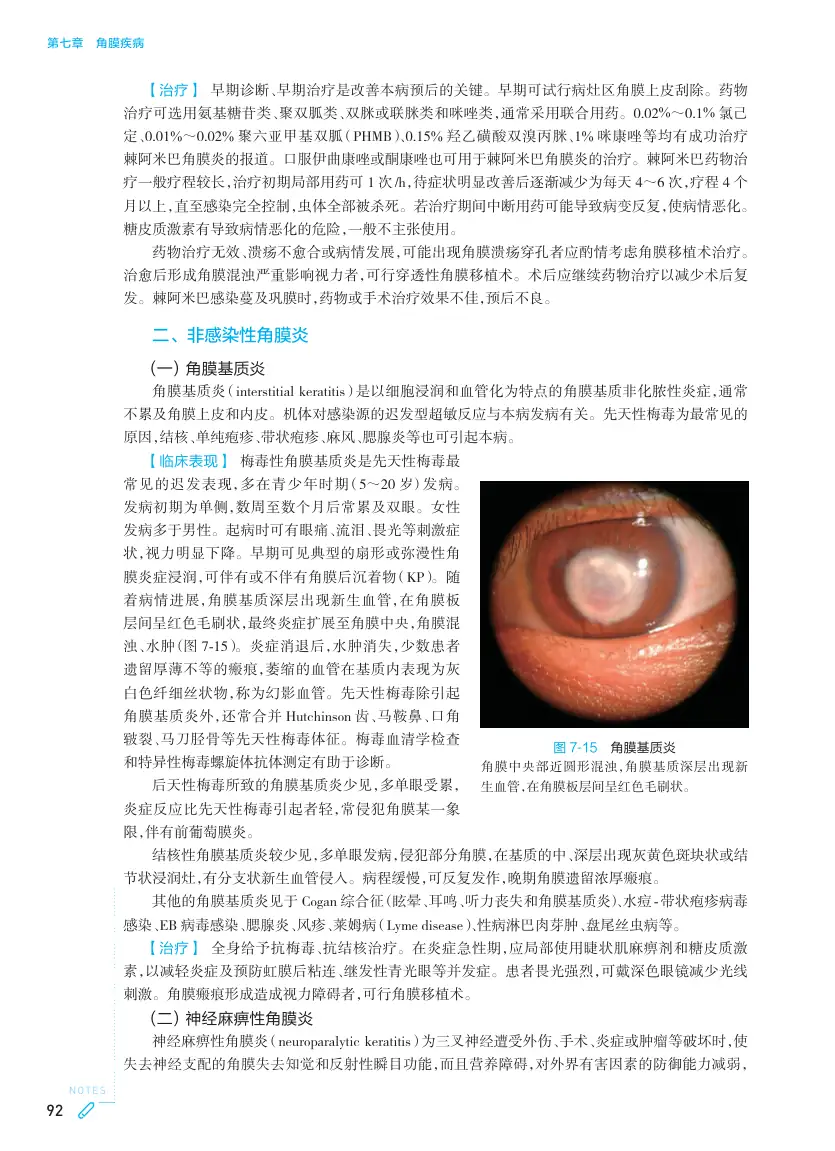 第七章　角膜疾病
【治疗】 早期诊断、早期治疗是改善本病预后的关键。早期可试行病灶区角膜上皮刮除。药物
治疗可选用氨基糖苷类、聚双胍类、双脒或联脒类和咪唑类,通常采用联合用药。0.02%～0.1% 氯己
定、0.01%～0.02% 聚六亚甲基双胍(PHMB)、0.15% 羟乙磺酸双溴丙脒、1% 咪康唑等均有成功治疗
棘阿米巴角膜炎的报道。口服伊曲康唑或酮康唑也可用于棘阿米巴角膜炎的治疗。棘阿米巴药物治
疗一般疗程较长,治疗初期局部用药可 1 次/h,待症状明显改善后逐渐减少为每天 4～6 次,疗程 4 个
月以上,直至感染完全控制,虫体全部被杀死。若治疗期间中断用药可能导致病变反复,使病情恶化。
糖皮质激素有导致病情恶化的危险,一般不主张使用。
药物治疗无效、溃疡不愈合或病情发展,可能出现角膜溃疡穿孔者应酌情考虑角膜移植术治疗。
治愈后形成角膜混浊严重影响视力者,可行穿透性角膜移植术。术后应继续药物治疗以减少术后复
发。棘阿米巴感染蔓及巩膜时,药物或手术治疗效果不佳,预后不良。
二、非感染性角膜炎
(一) 角膜基质炎
角膜基质炎(interstitial keratitis)是以细胞浸润和血管化为特点的角膜基质非化脓性炎症,通常
不累及角膜上皮和内皮。机体对感染源的迟发型超敏反应与本病发病有关。先天性梅毒为最常见的
原因,结核、单纯疱疹、带状疱疹、麻风、腮腺炎等也可引起本病。
【临床表现】 梅毒性角膜基质炎是先天性梅毒最
常见的迟发表现,多在青少年时期(5～20 岁)发病。
发病初期为单侧,数周至数个月后常累及双眼。女性
发病多于男性。起病时可有眼痛、流泪、畏光等刺激症
状,视力明显下降。早期可见典型的扇形或弥漫性角
膜炎症浸润,可伴有或不伴有角膜后沉着物(KP)。随
着病情进展,角膜基质深层出现新生血管,在角膜板
层间呈红色毛刷状,最终炎症扩展至角膜中央,角膜混
浊、水肿(图 7-15)。炎症消退后,水肿消失,少数患者
遗留厚薄不等的瘢痕,萎缩的血管在基质内表现为灰
白色纤细丝状物,称为幻影血管。先天性梅毒除引起
角膜基质炎外,还常合并 Hutchinson 齿、马鞍鼻、口角
皲裂、马刀胫骨等先天性梅毒体征。梅毒血清学检查
和特异性梅毒螺旋体抗体测定有助于诊断。
后天性梅毒所致的角膜基质炎少见,多单眼受累,
炎症反应比先天性梅毒引起者轻,常侵犯角膜某一象
限,伴有前葡萄膜炎。
图 7-15　角膜基质炎
角膜中央部近圆形混浊,角膜基质深层出现新
生血管,在角膜板层间呈红色毛刷状。
结核性角膜基质炎较少见,多单眼发病,侵犯部分角膜,在基质的中、深层出现灰黄色斑块状或结
节状浸润灶,有分支状新生血管侵入。病程缓慢,可反复发作,晚期角膜遗留浓厚瘢痕。
其他的角膜基质炎见于 Cogan 综合征(眩晕、耳鸣、听力丧失和角膜基质炎)、水痘 - 带状疱疹病毒
感染、EB 病毒感染、腮腺炎、风疹、莱姆病(Lyme disease)、性病淋巴肉芽肿、盘尾丝虫病等。
【治疗】 全身给予抗梅毒、抗结核治疗。在炎症急性期,应局部使用睫状肌麻痹剂和糖皮质激
素,以减轻炎症及预防虹膜后粘连、继发性青光眼等并发症。患者畏光强烈,可戴深色眼镜减少光线
刺激。角膜瘢痕形成造成视力障碍者,可行角膜移植术。
(二) 神经麻痹性角膜炎
神经麻痹性角膜炎(neuroparalytic keratitis)为三叉神经遭受外伤、手术、炎症或肿瘤等破坏时,使
失去神经支配的角膜失去知觉和反射性瞬目功能,而且营养障碍,对外界有害因素的防御能力减弱,
NOTES
92